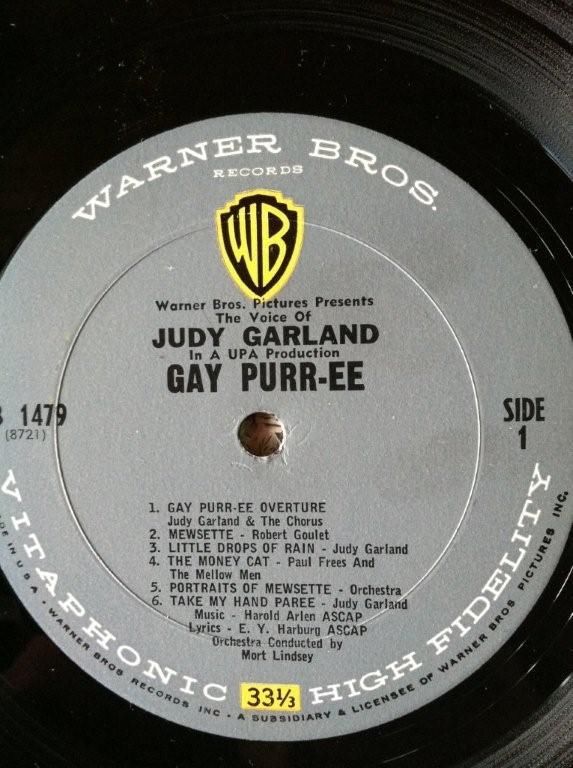 WARNER BROS.
RECORDS
WB
Warner Bros. Pictures Presents
The Voice Of
JUDY GARLAND
In A UPA Production
GAY PURR-EE
1479
(8721)
SIDE
1
1. GAY PURR-EE OVERTURE
Judy Garland & The Chorus
2. MEWSETTE - Robert Goulet
3. LITTLE DROPS OF RAIN - Judy Garland
4. THE MONEY CAT - Paul Frees And
The Mellow Men
5. PORTRAITS OF MEWSETTE - Orchestra
6. TAKE MY HAND PAREE - Judy Garland
Music - Harold Arlen ASCAP
Lyrics - E. Y. Harburg ASCAP
Orchestra Conducted by
Mort Lindsey
VITAPHONIC 33⅓ HIGH FIDELITY
IN U.S.A. • WARNER BROS RECORDS INC • A SUBSIDIARY & LICENSEE OF WARNER BROS PICTURES INC.